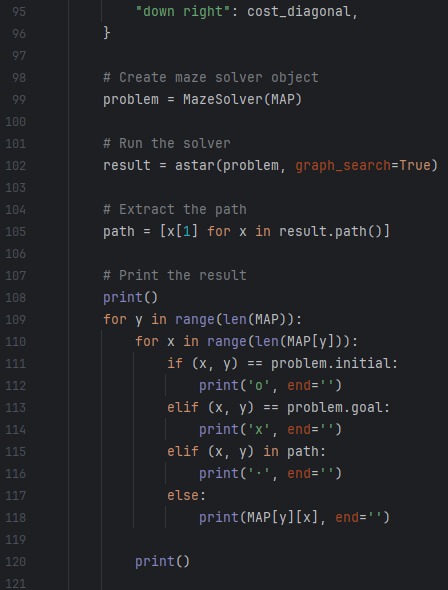 95 "down right": cost_diagonal,
96 }
97
98 # Create maze solver object
99 problem = MazeSolver(MAP)
100
101 # Run the solver
102 result = astar(problem, graph_search=True)
103
104 # Extract the path
105 path = [x[1] for x in result.path()]
106
107 # Print the result
108 print()
109 for y in range(len(MAP)):
110 for x in range(len(MAP[y])):
111 if (x, y) == problem.initial:
112 print('o', end='')
113 elif (x, y) == problem.goal:
114 print('x', end='')
115 elif (x, y) in path:
116 print('·', end='')
117 else:
118 print(MAP[y][x], end='')
119
120 print()
121